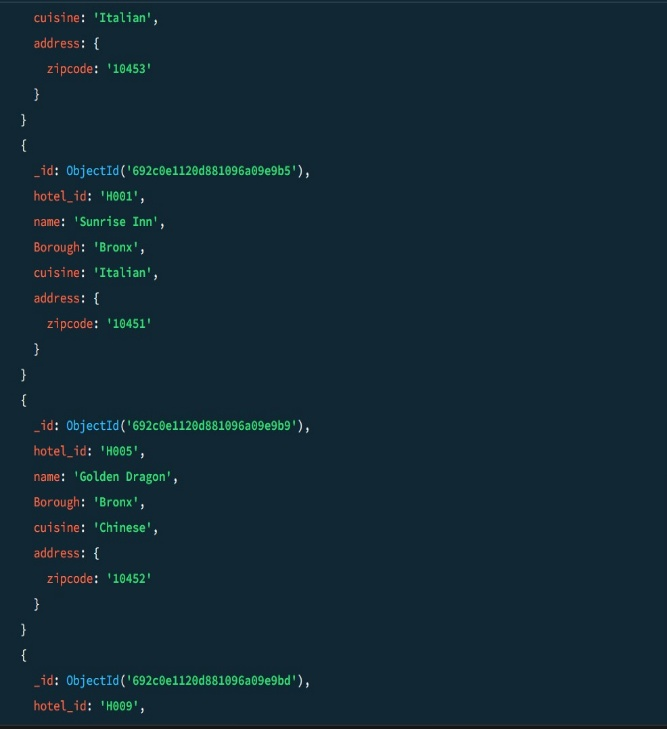 cuisine: 'Italian',
address: {
zipcode: '10453'
}
}
{
_id: ObjectId('692c0e1120d881096a09e9b5'),
hotel_id: 'H001',
name: 'Sunrise Inn',
Borough: 'Bronx',
cuisine: 'Italian',
address: {
zipcode: '10451'
}
}
{
_id: ObjectId('692c0e1120d881096a09e9b9'),
hotel_id: 'H005',
name: 'Golden Dragon',
Borough: 'Bronx',
cuisine: 'Chinese',
address: {
zipcode: '10452'
}
}
{
_id: ObjectId('692c0e1120d881096a09e9bd'),
hotel_id: 'H009',